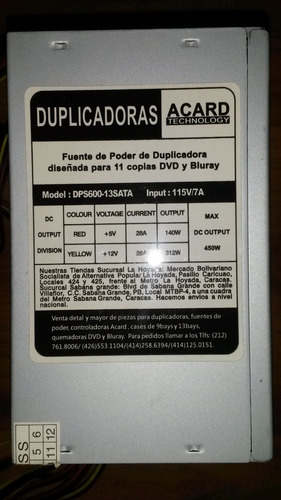 DUPLICADORAS ACARD TECHNOLOGY
Fuente de Poder de Duplicadora
diseñada para 11 copias DVD y Bluray
Model : DPS600-13SATA Input : 115V/7A
DC OUTPUT DIVISION
COLOUR VOLTAGE CURRENT OUTPUT
RED +5V 28A 140W
YELLOW +12V 26A 312W
MAX DC OUTPUT 450W
Nuestras Tiendas Sucursal La Hoyada: Mercado Bolivariano
Socialista de Alternativo Popular La Hoyada, Pasillo Caricuao,
Locales 424 y 425, frente al Metro La Hoyada, Caracas.
Sucursal Sabana grande: Blvd de Sabana Grande con calle
Villaflor, C.C. Sabana Grande, PB, Local MTBP-4, a una cuadra
del Metro Sabana Grande, Caracas. Hacemos envios a nivel
nacional.
Venta detal y mayor de piezas para duplicadoras, fuentes de
poder, controladoras Acard , cases de 9bays y 13bays,
quemadoras DVD y Bluray. Para pedidos llamar a los Tlfs: (212)
761.8006/ (426)553.1104/(414)258.6394/(414)125.0151.
SS
5 6
11 12